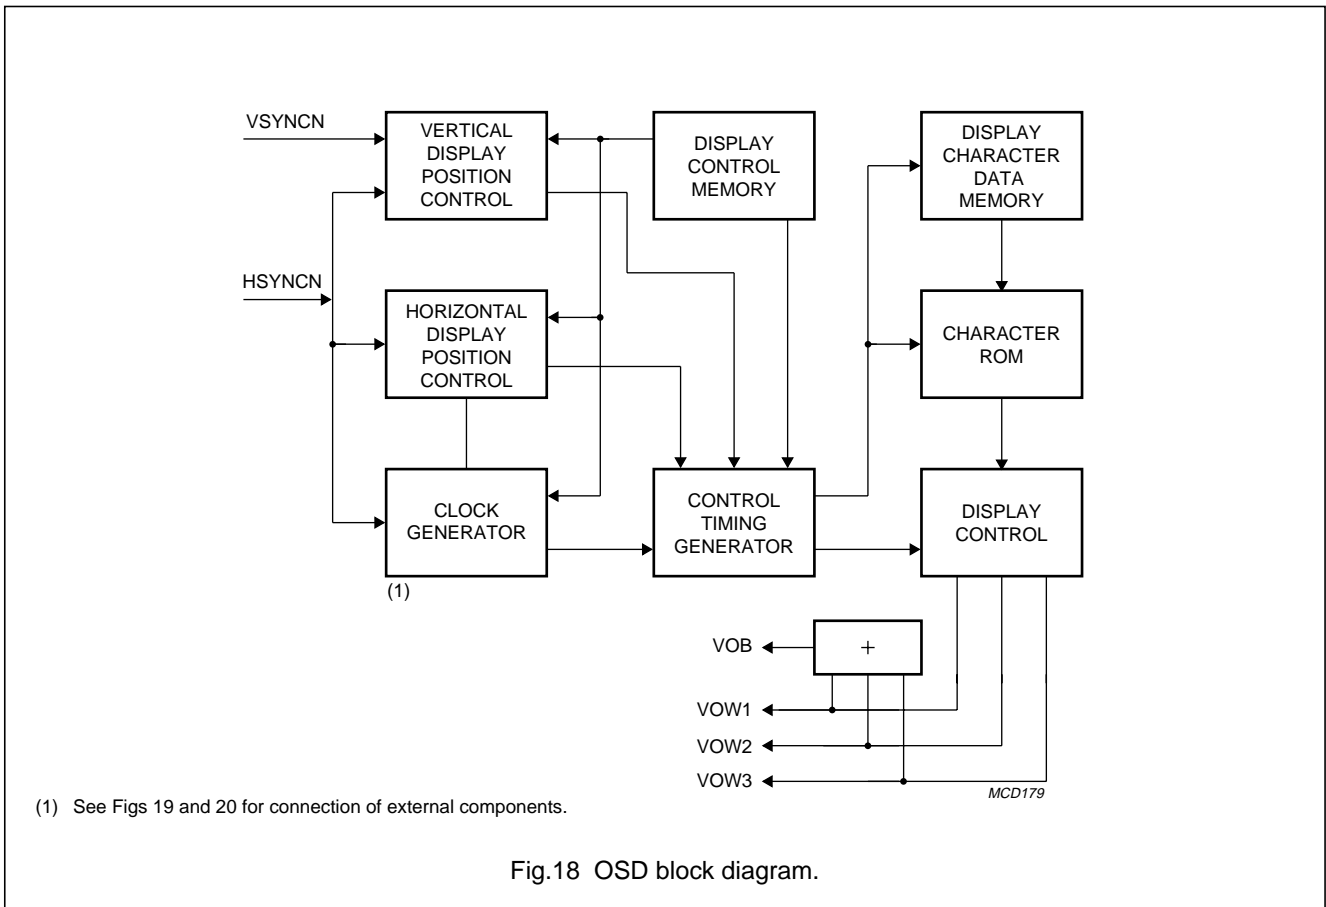 VSYNCN
VERTICAL
DISPLAY
POSITION
CONTROL
DISPLAY
CONTROL
MEMORY
DISPLAY
CHARACTER
DATA
MEMORY
HSYNCN
HORIZONTAL
DISPLAY
POSITION
CONTROL
CHARACTER
ROM
CLOCK
GENERATOR
(1)
CONTROL
TIMING
GENERATOR
DISPLAY
CONTROL
VOB
+
VOW1
VOW2
VOW3
MCD179
(1) See Figs 19 and 20 for connection of external components.
Fig.18 OSD block diagram.